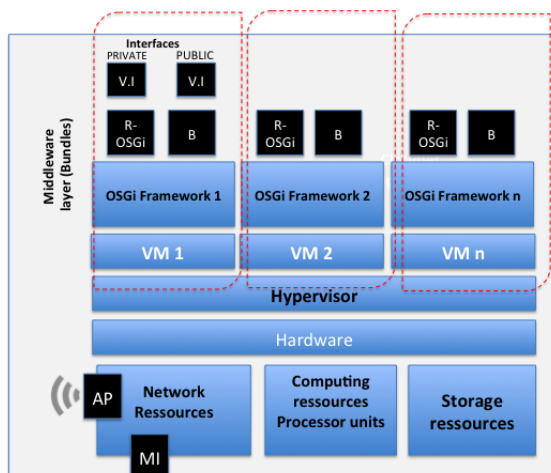 Interfaces
PRIVATE PUBLIC
V.I V.I
Middleware
layer (Bundles)
R-
OSGi
B
R-
OSGi
B
R-
OSGi
B
OSGi Framework 1
OSGi Framework 2
OSGi Framework n
VM 1
VM 2
VM n
Hypervisor
Hardware
AP
Network
Ressources
MI
Computing
ressources
Processor units
Storage
ressources